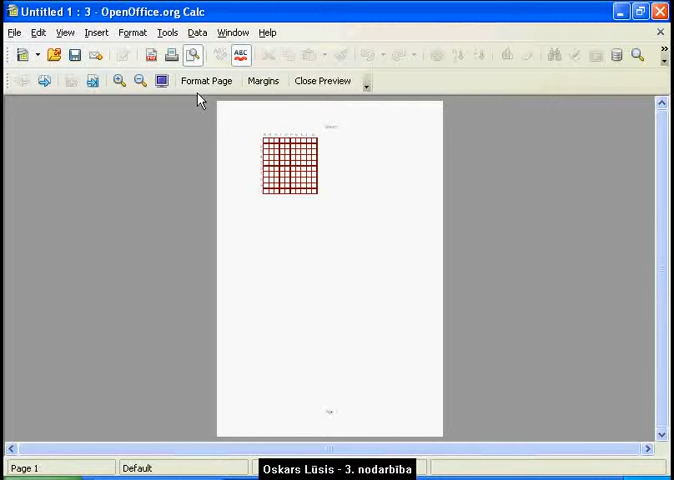 Untitled 1 : 3 - OpenOffice.org Calc
File Edit View Insert Format Tools Data Window Help
ABC
Format Page Margins Close Preview
Page 1 Default
Oskars Lūsis - 3. nodarbība